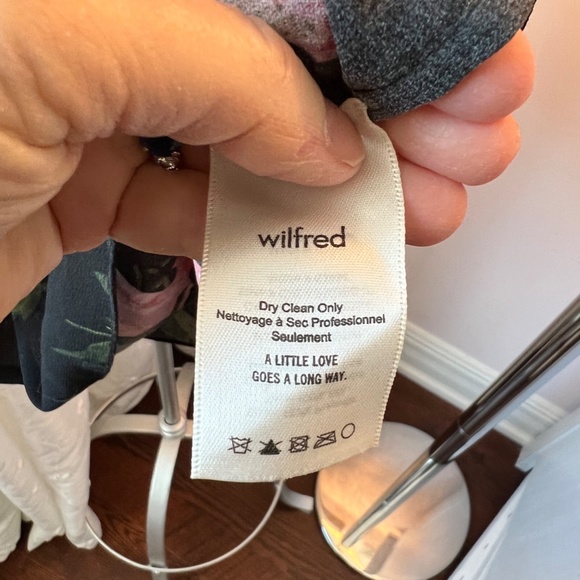 wilfred
Dry Clean Only
Nettoyage à Sec Professionnel
Seulement
A LITTLE LOVE
GOES A LONG WAY.